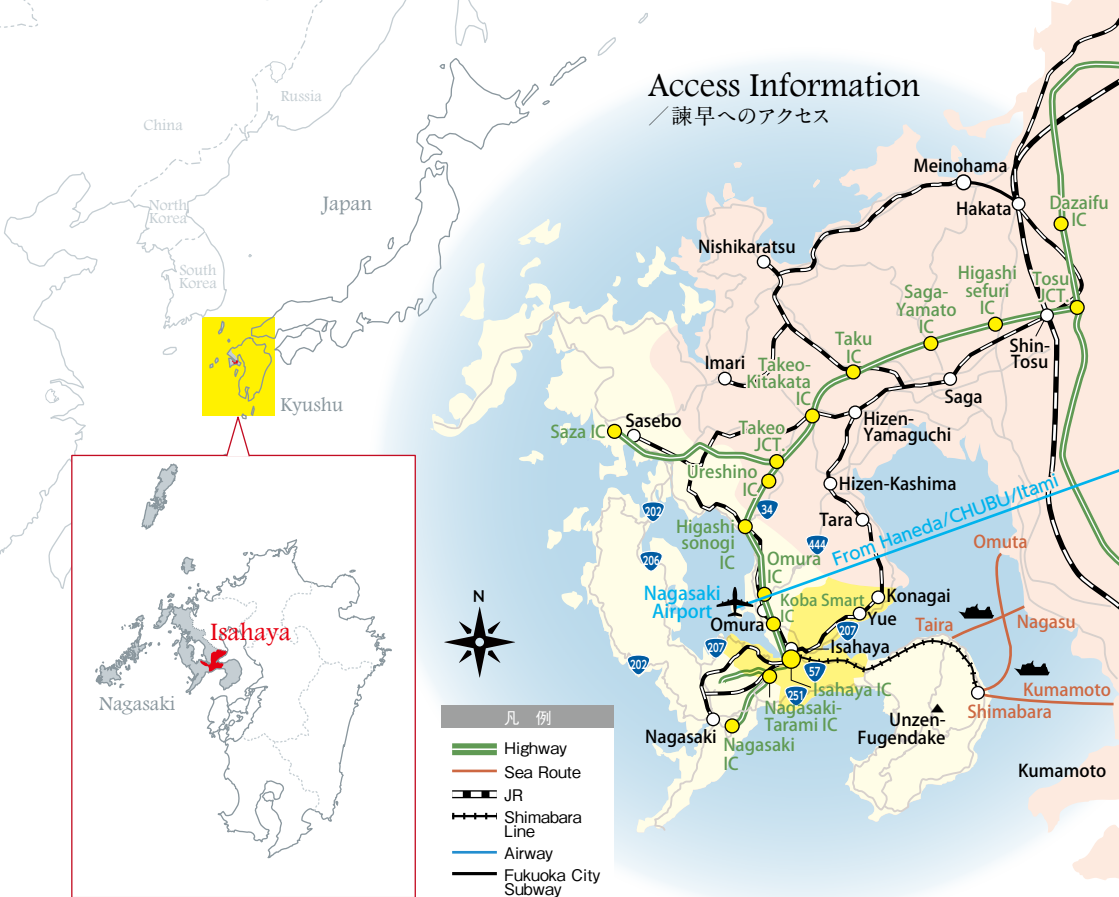 Access Information
／諫早へのアクセス
Russia
China
North
Korea
South
Korea
Japan
Kyushu
Isahaya
Nagasaki
Meinohama
Hakata
Dazaifu
IC
Nishikaratsu
Higashi
sefuri
IC
Tosu
JCT.
Saga-
Yamato
IC
Shin-
Tosu
Taku
IC
Imari
Takeo-
Kitakata
IC
Saga
Saza IC
Sasebo
Takeo
JCT.
Hizen-
Yamaguchi
Ureshino
IC
Hizen-Kashima
202
34
Tara
Higashi
sonogi
IC
444
From Haneda/CHUBU/Itami
Omuta
206
Omura
IC
Nagasaki
Airport
Koba Smart
IC
Konagai
Omura
Yue
Taira
Nagasu
N
207
207
Isahaya
202
57
Isahaya IC
251
Kumamoto
Nagasaki-
Tarami IC
Shimabara
Unzen-
Fugendake
Nagasaki
Nagasaki
IC
Kumamoto
凡 例
Highway
Sea Route
JR
Shimabara
Line
Airway
Fukuoka City
Subway